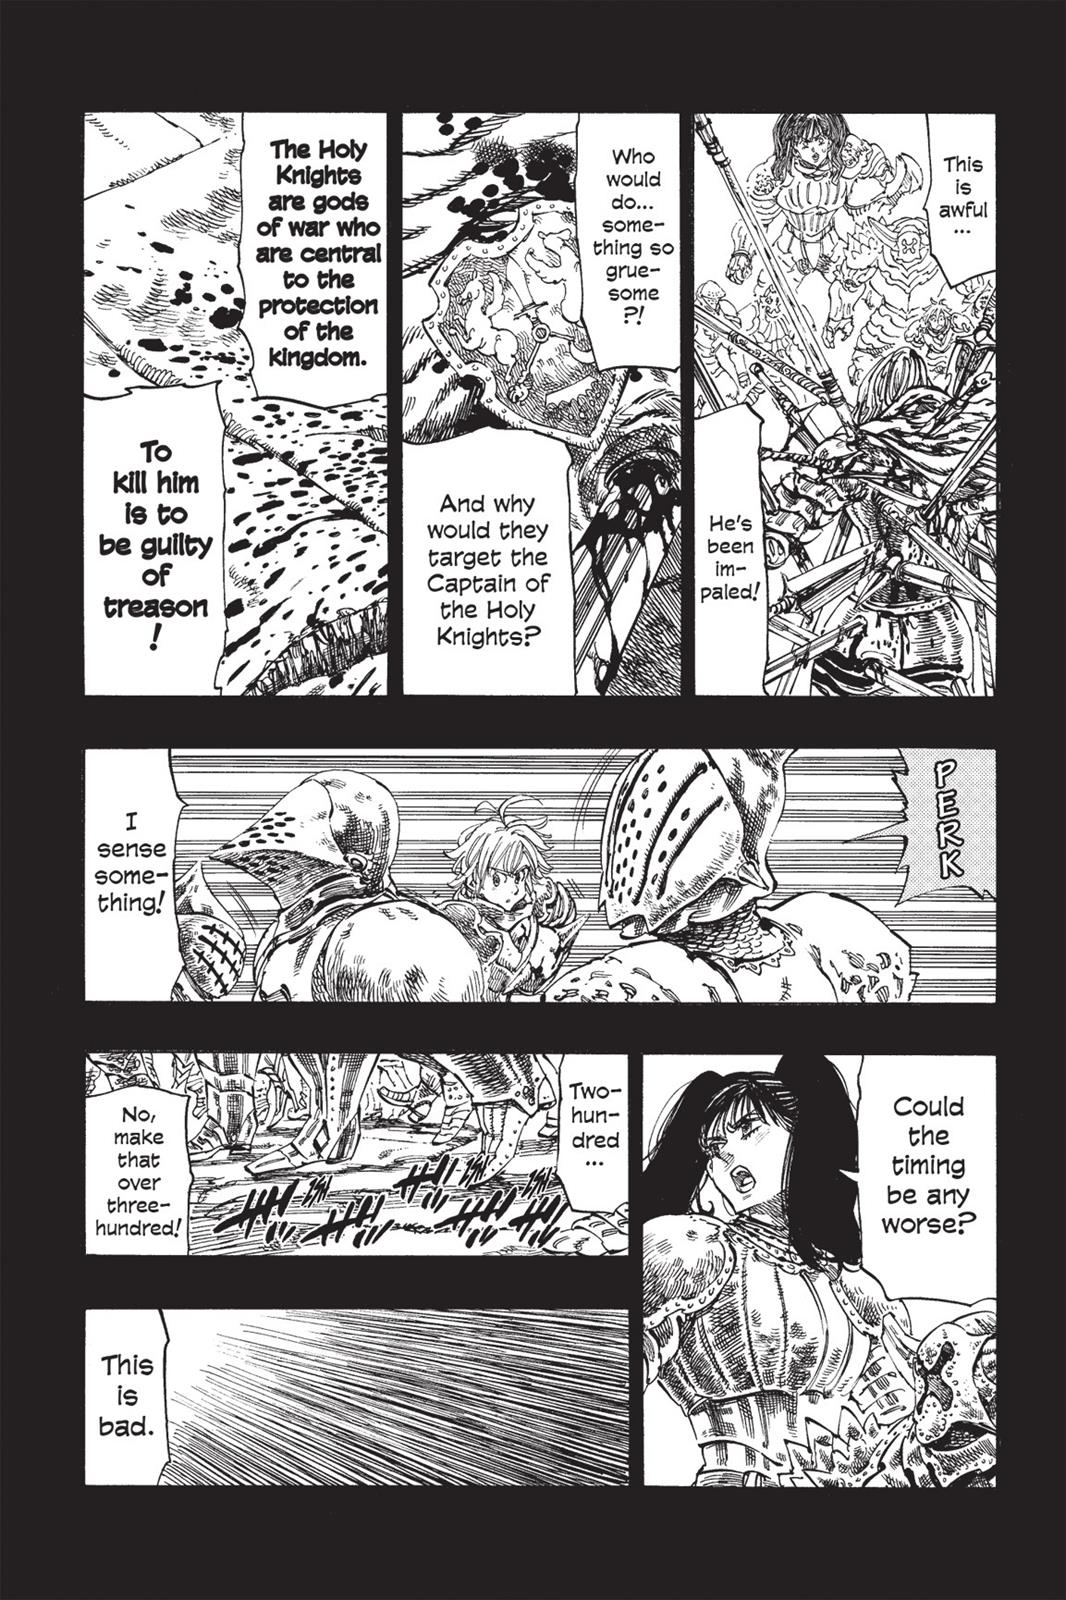 This
is
awful
...
He's
been
im-
paled!
Who
would
do...
some-
thing so
grue-
some
?!
And why
would they
target the
Captain of
the Holy
Knights?
The Holy
Knights
are gods
of war who
are central
to the
protection
of the
kingdom.
To
kill him
is to
be guilty
of
treason
!
PERK
I
sense
some-
thing!
Could
the
timing
be any
worse?
Two-
hun-
dred
...
No,
make
that
over
three-
hundred!
This
is
bad.